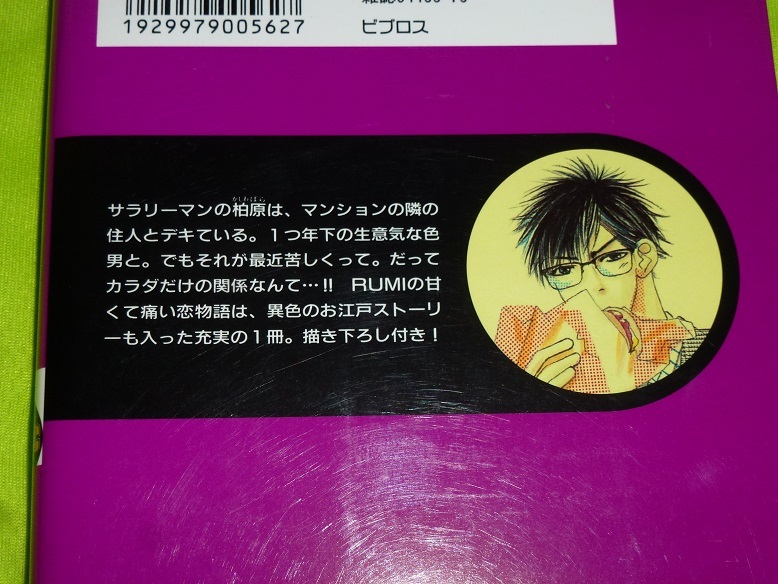 1929979005627
ビブロス
サラリーマンの柏原は、マンションの隣の
住人とデキている。1つ年下の生意気な色
男と。でもそれが最近苦しくって。だって
カラダだけの関係なんて…!! RUMIの甘
くて痛い恋物語は、異色のお江戸ストーリ
ーも入った充実の1冊。描き下ろし付き!